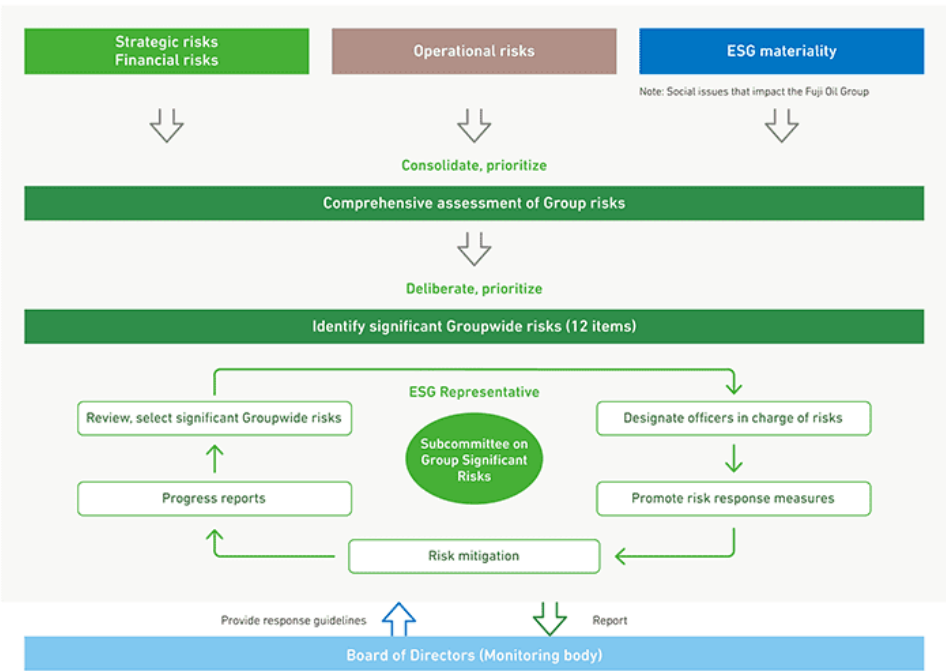 Strategic risks
Financial risks
Operational risks
ESG materiality
Note: Social issues that impact the Fuji Oil Group
Consolidate, prioritize
Comprehensive assessment of Group risks
Deliberate, prioritize
Identify significant Groupwide risks (12 items)
ESG Representative
Review, select significant Groupwide risks
Subcommittee on
Group Significant
Risks
Designate officers in charge of risks
Progress reports
Promote risk response measures
Risk mitigation
Provide response guidelines
Report
Board of Directors (Monitoring body)